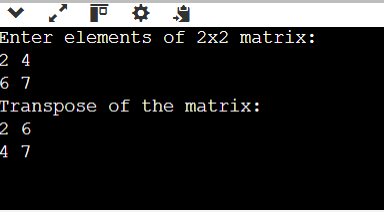 Enter elements of 2x2 matrix:
2 4
6 7
Transpose of the matrix:
2 6
4 7